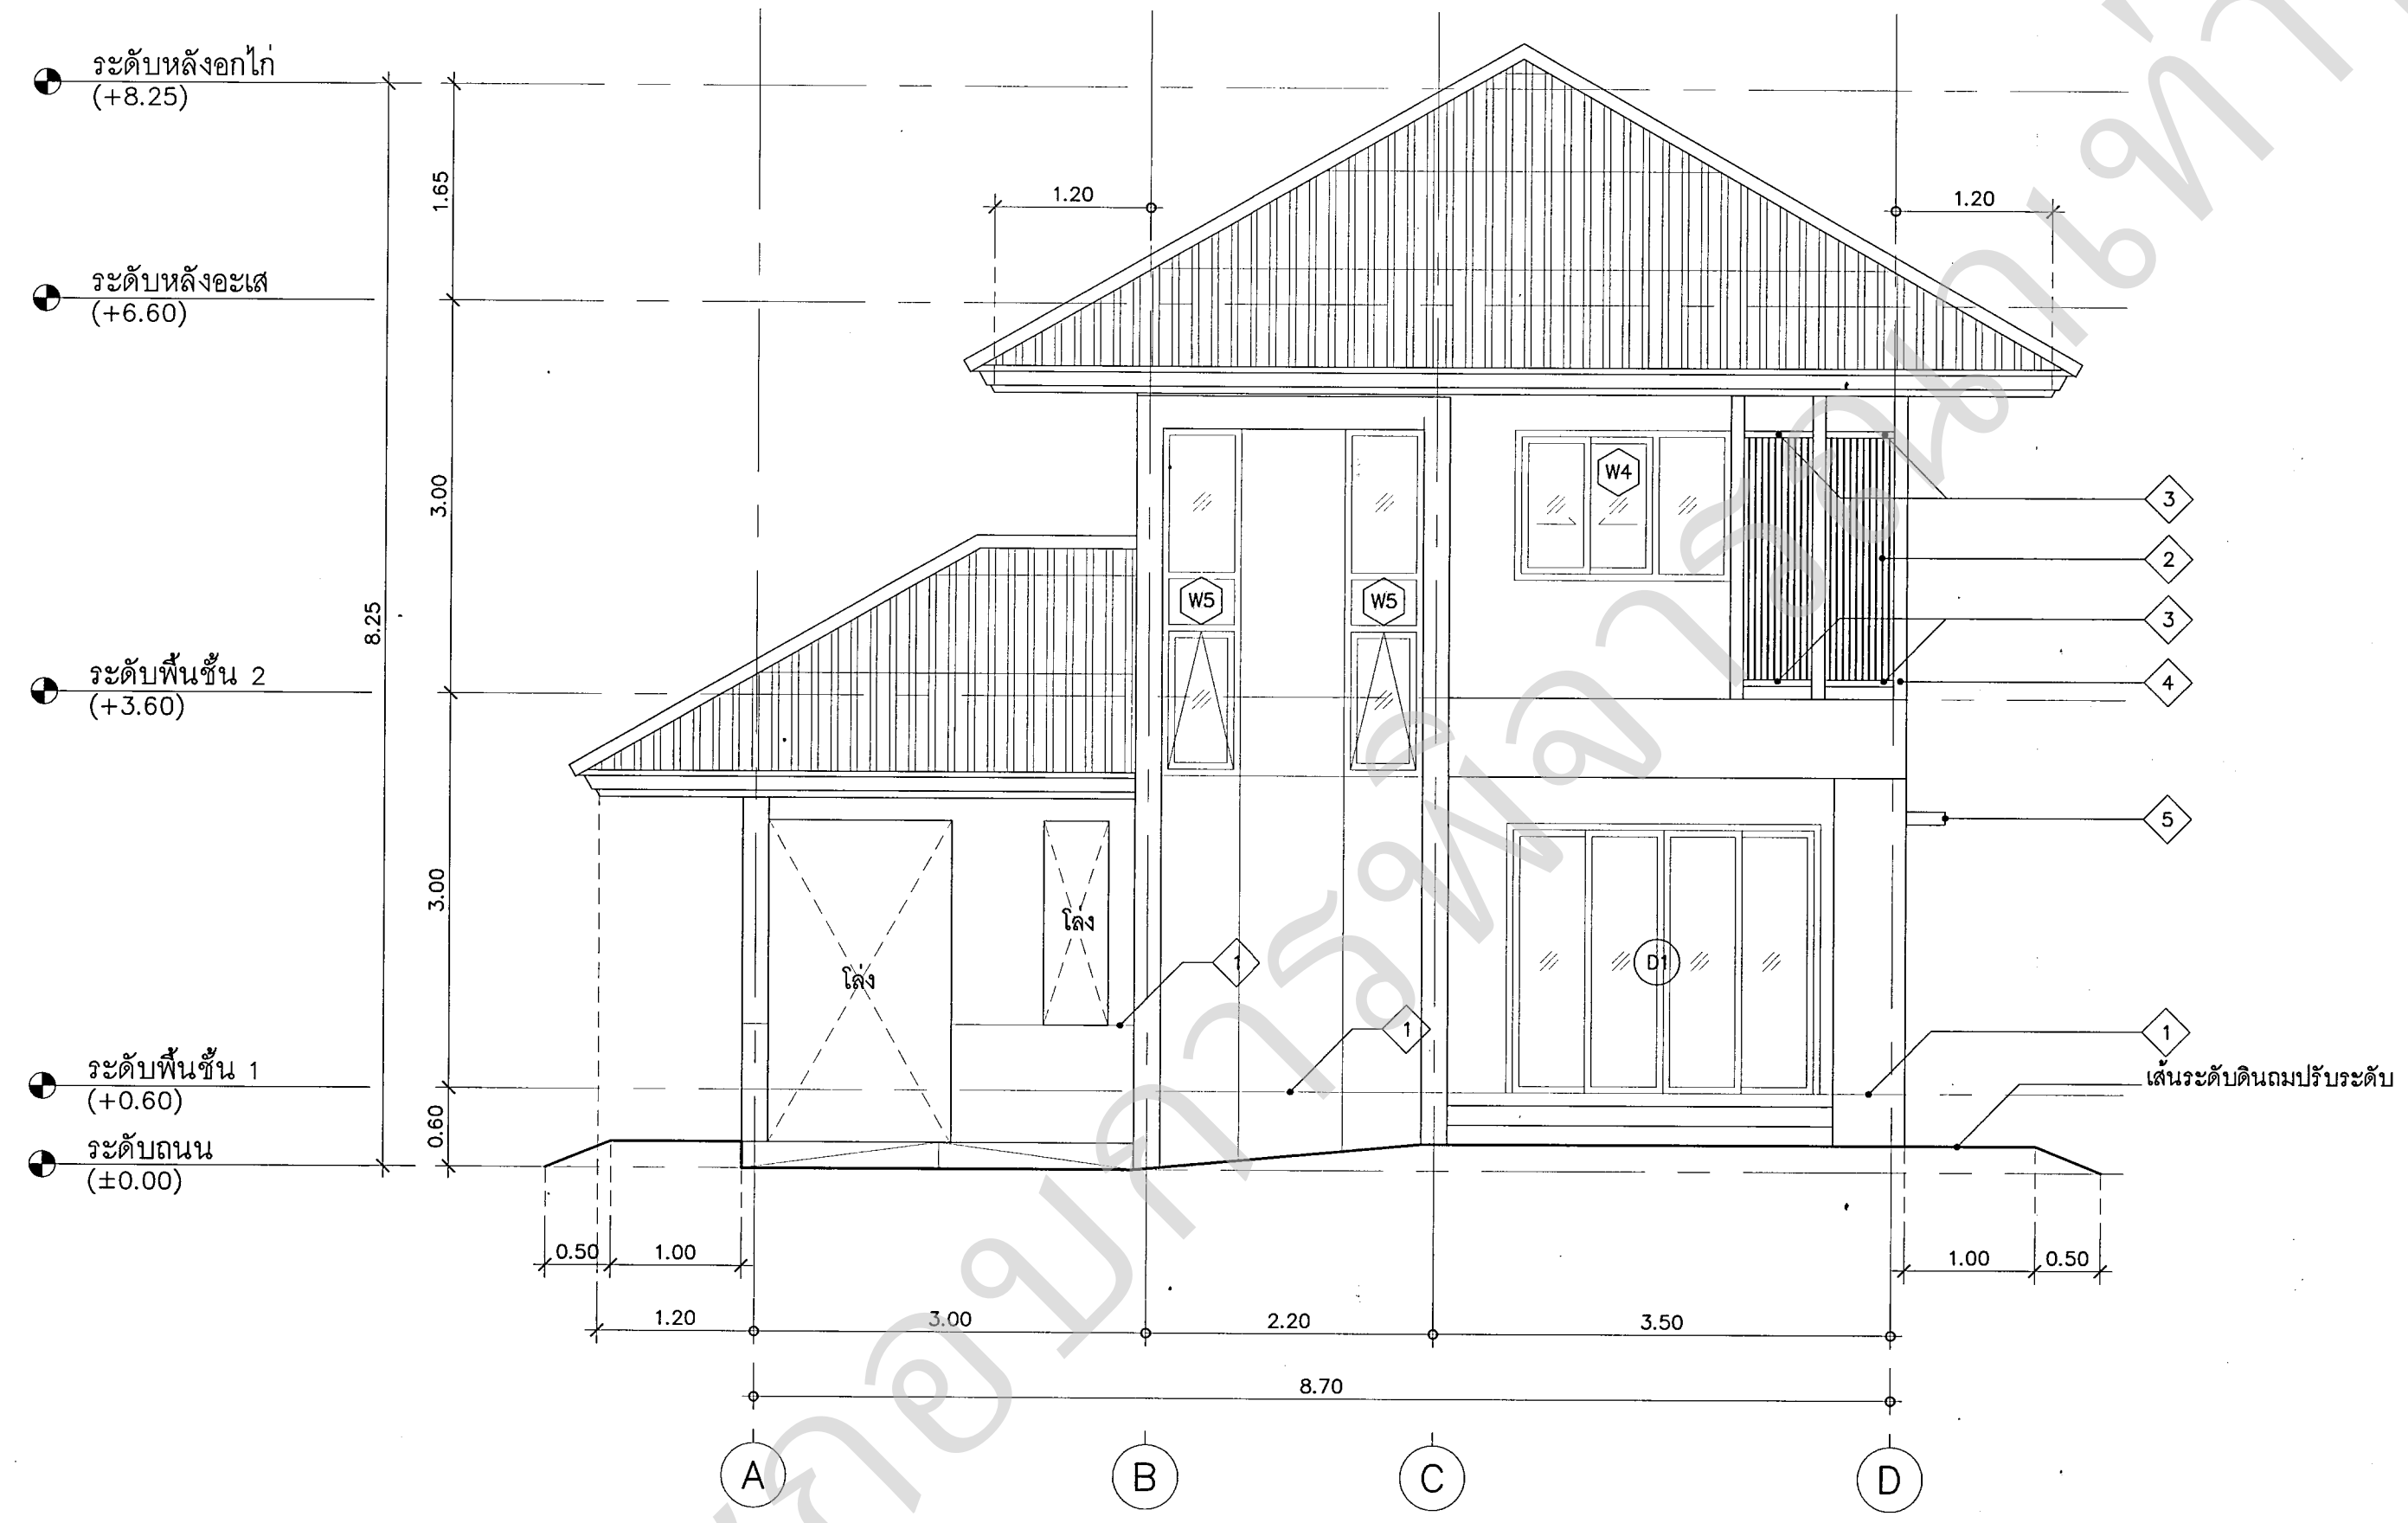 ระดับหลังอกไก่
(+8.25)
1.65
1.20
1.20
ระดับหลังอะเส
(+6.60)
3.00
W4
3
2
W5
W5
8.25
3
ระดับพื้นชั้น 2
(+3.60)
4
5
3.00
โล่ง
โล่ง
1
D1
1
1
ระดับพื้นชั้น 1
(+0.60)
เส้นระดับดินถมปรับระดับ
0.60
ระดับถนน
(±0.00)
0.50
1.00
1.00
0.50
1.20
3.00
2.20
3.50
8.70
A
B
C
D